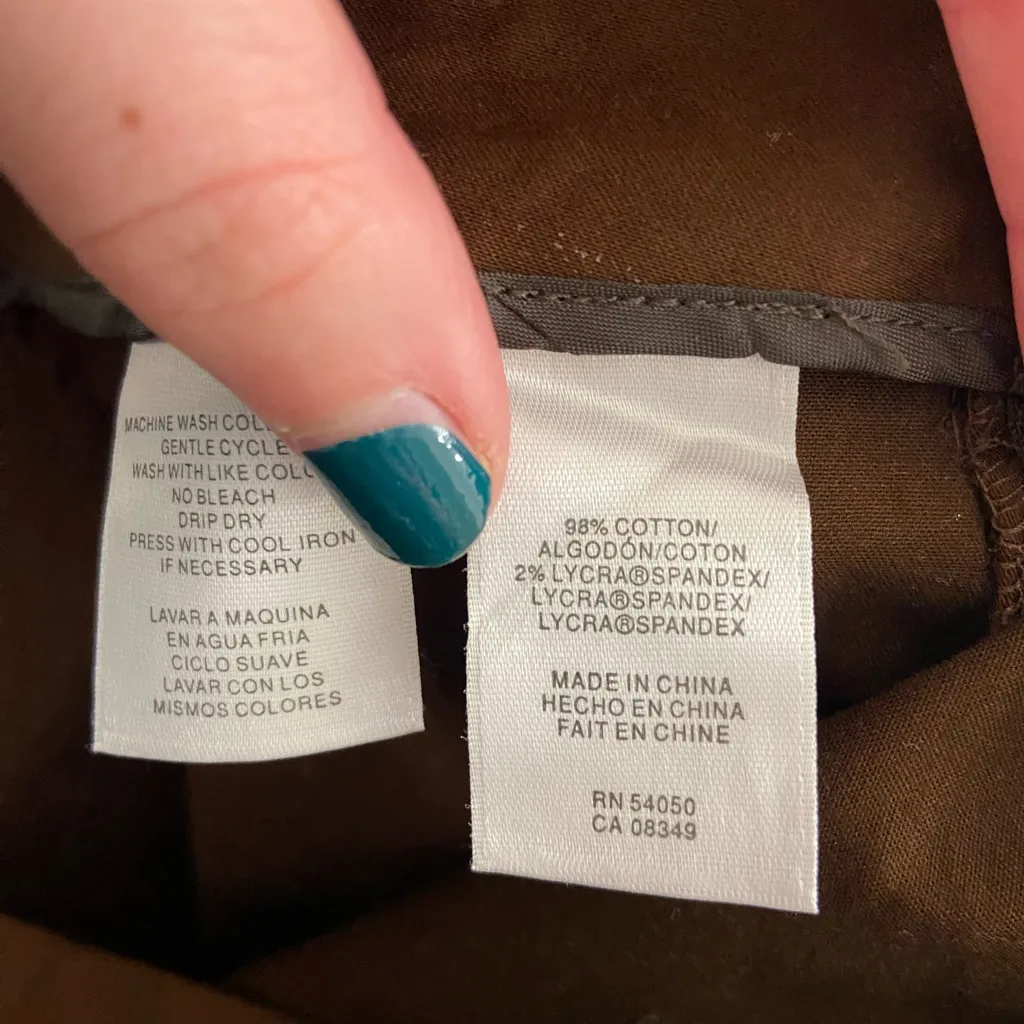 MACHINE WASH
GENTLE CYCLE
WASH WITH LIKE
NO BLEACH
DRIP DRY
PRESS WITH COOL IRON
IF NECESSARY
LAVAR A MAQUINA
EN AGUA FRIA
CICLO SUAVE
LAVAR CON LOS
MISMOS COLORES
98% COTTON/
ALGODÓN/COTON
2% LYCRA®SPANDEX/
LYCRA®SPANDEX/
LYCRA®SPANDEX
MADE IN CHINA
HECHO EN CHINA
FAIT EN CHINE
RN 54050
CA 08349